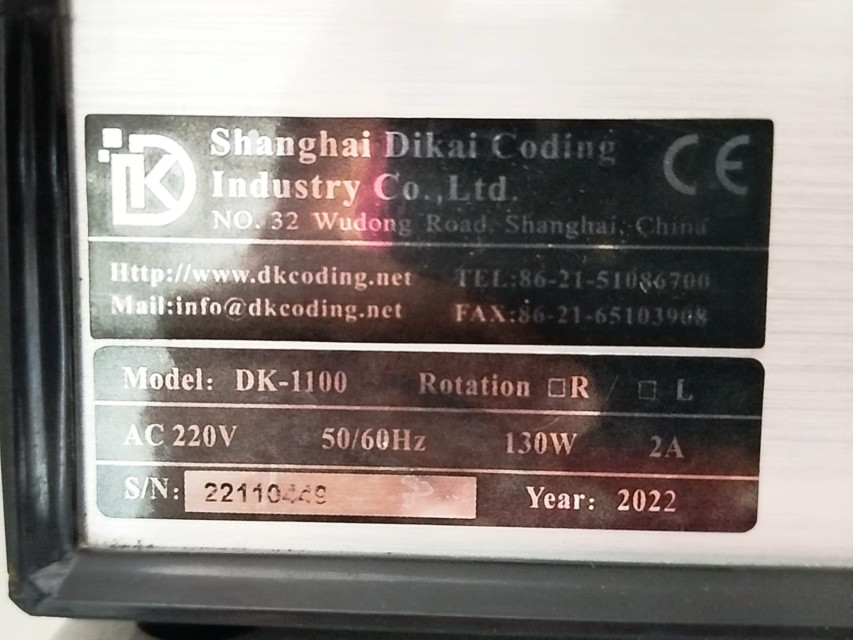 DK Shanghai Dikai Coding
Industry Co.,Ltd.
NO. 32 Wudong Road, Shanghai, China
CE
Http://www.dkcoding.net TEL:86-21-51086700
Mail:info@dkcoding.net FAX:86-21-65103908
Model: DK-1100 Rotation □R / □ L
AC 220V 50/60Hz 130W 2A
S/N: 22110449 Year: 2022